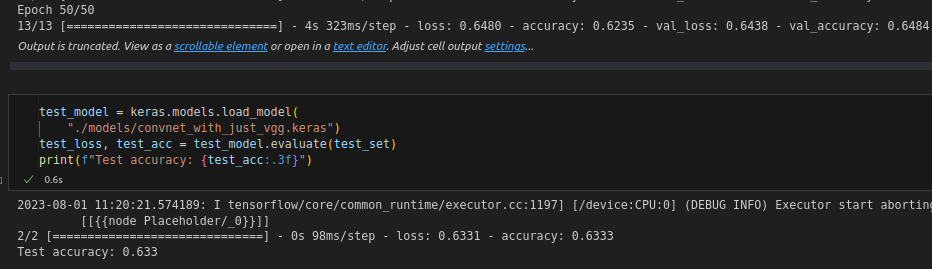 Epoch 50/50
13/13 [==============================] - 4s 323ms/step - loss: 0.6480 - accuracy: 0.6235 - val_loss: 0.6438 - val_accuracy: 0.6484
Output is truncated. View as a scrollable element or open in a text editor. Adjust cell output settings...
test_model = keras.models.load_model(
"./models/convnet_with_just_vgg.keras")
test_loss, test_acc = test_model.evaluate(test_set)
print(f"Test accuracy: {test_acc:.3f}")
0.6s
2023-08-01 11:20:21.574189: I tensorflow/core/common_runtime/executor.cc:1197] [/device:CPU:0] (DEBUG INFO) Executor start aborting
[[{{node Placeholder/_0}}]]
2/2 [==============================] - 0s 98ms/step - loss: 0.6331 - accuracy: 0.6333
Test accuracy: 0.633